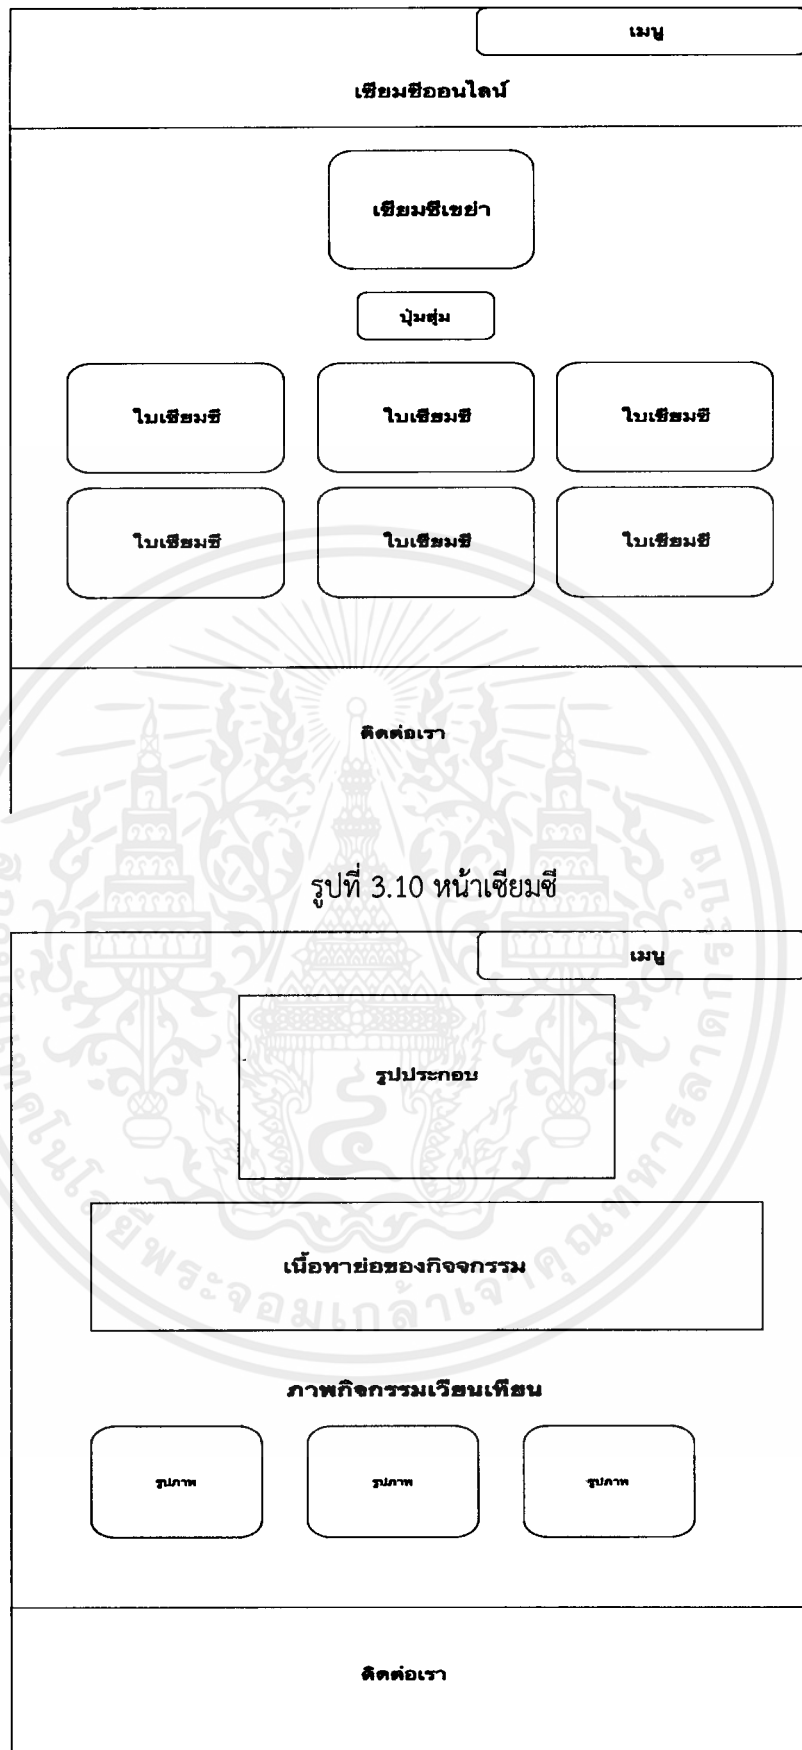 เมนู
เซียมซีออนไลน์
เซียมซีเขย่า
ปุ่มสุ่ม
ใบเซียมซี ใบเซียมซี ใบเซียมซี
ใบเซียมซี ใบเซียมซี ใบเซียมซี
ติดต่อเรา
รูปที่ 3.10 หน้าเซียมซี
เมนู
รูปประกอบ
เนื้อหาย่อของกิจจกรรม
ภาพกิจกรรมเวียนเทียน
รูปภาพ รูปภาพ รูปภาพ
ติดต่อเรา